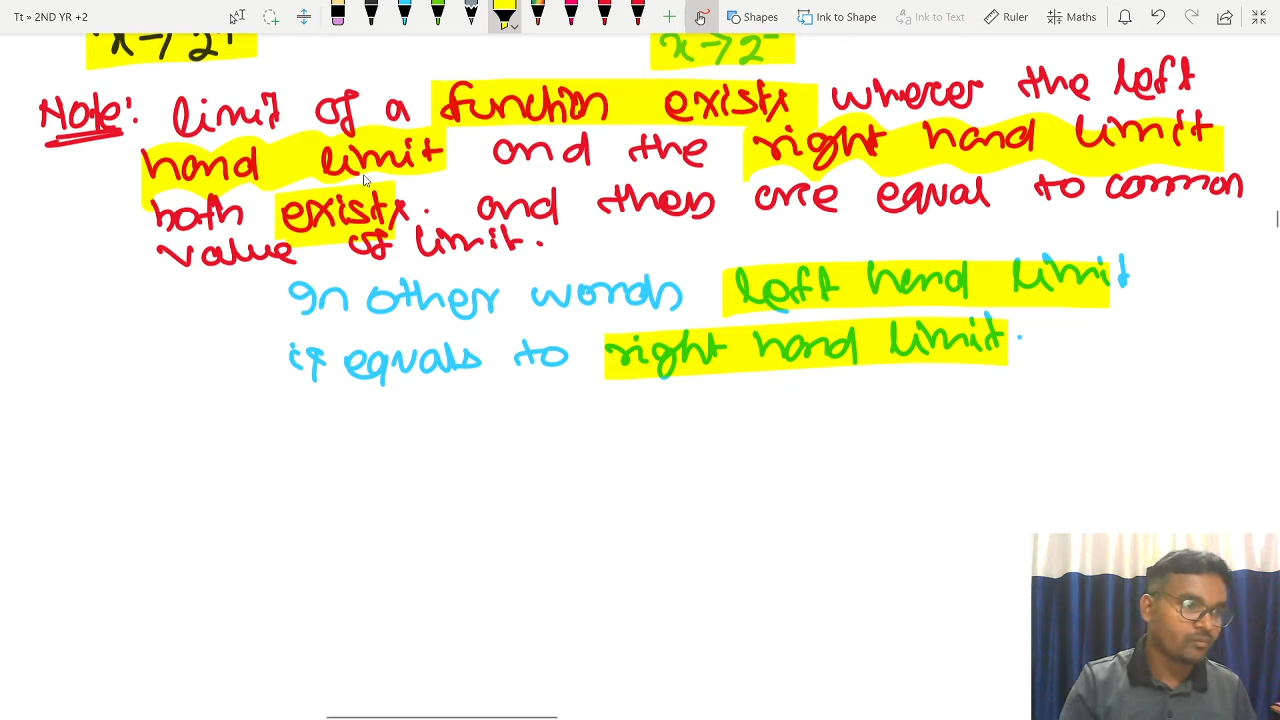 Tt » 2ND YR +2
Shapes Ink to Shape Ink to Text Ruler Maths
x→2+ x→2−
Note: limit of a function exists whenever the left
hand limit and the right hand limit
both exists. and they are equal to common
value of limit.
In other words left hand limit
is equals to right hand limit.